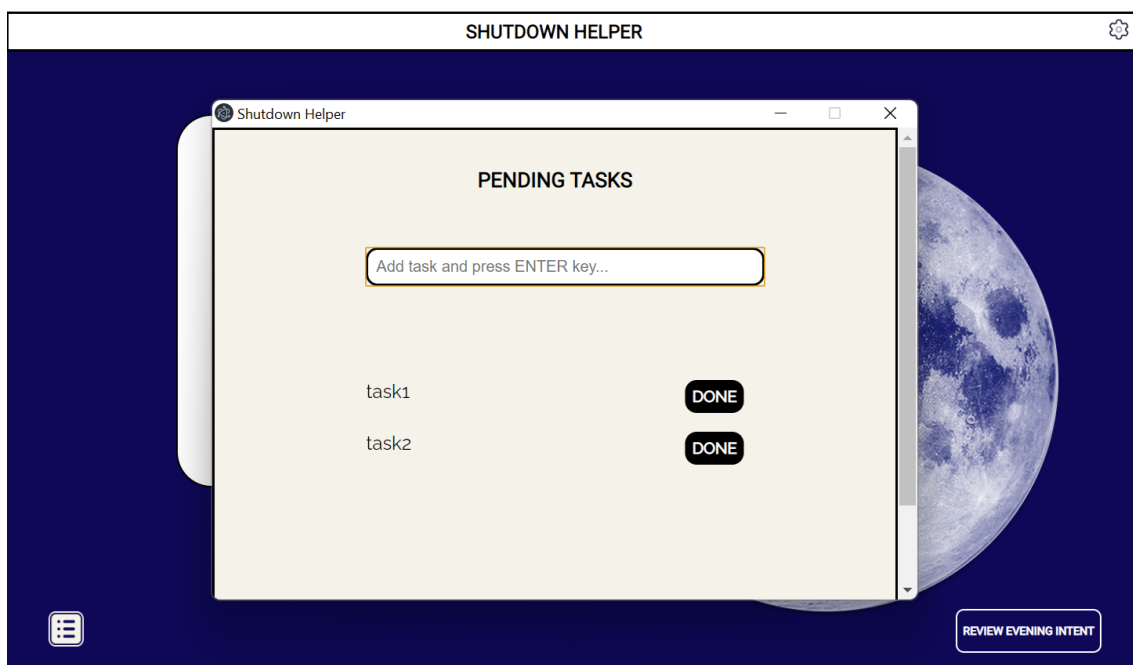 SHUTDOWN HELPER
Shutdown Helper
PENDING TASKS
Add task and press ENTER key...
task1
DONE
task2
DONE
REVIEW EVENING INTENT